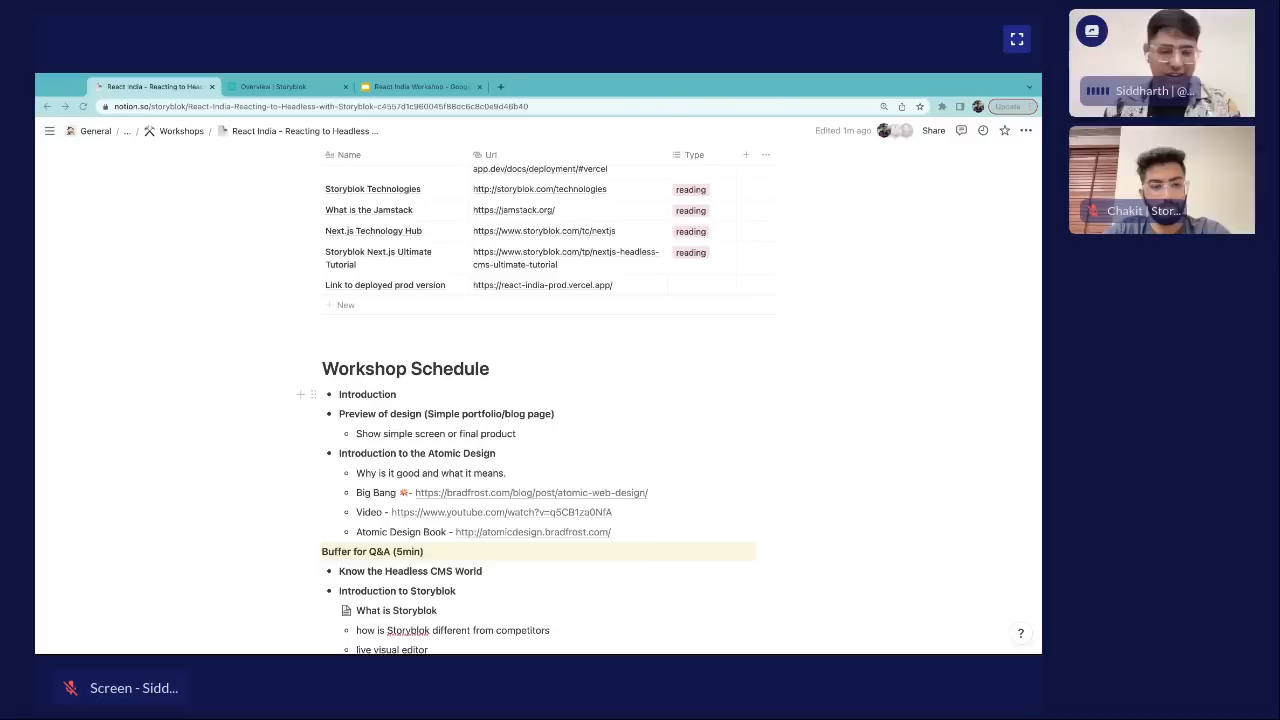 React India - Reacting to Head
Overview | Storyblok
React India Workshop - Goog
notion.so/storyblok/React-India-Reacting-to-Headless-with-Storyblok-c4557d1c960045f88cc6c8c0e9d46b40
Update
General / ... / Workshops / React India - Reacting to Headless ...
Edited 1m ago
Share
Name
Url
Type
app.dev/docs/deployment/#vercel
Storyblok Technologies
http://storyblok.com/technologies
reading
What is the Jamstack
https://jamstack.org/
reading
Next.js Technology Hub
https://www.storyblok.com/tc/nextjs
reading
Storyblok Next.js Ultimate
Tutorial
https://www.storyblok.com/tp/nextjs-headless-
cms-ultimate-tutorial
reading
Link to deployed prod version
https://react-india-prod.vercel.app/
New
Workshop Schedule
Introduction
Preview of design (Simple portfolio/blog page)
Show simple screen or final product
Introduction to the Atomic Design
Why is it good and what it means.
Big Bang 💥- https://bradfrost.com/blog/post/atomic-web-design/
Video - https://www.youtube.com/watch?v=q5CB1za0NfA
Atomic Design Book - http://atomicdesign.bradfrost.com/
Buffer for Q&A (5min)
Know the Headless CMS World
Introduction to Storyblok
What is Storyblok
how is Storyblok different from competitors
live visual editor
?
Siddharth | @...
Chakit | Stor...
Screen - Sidd...